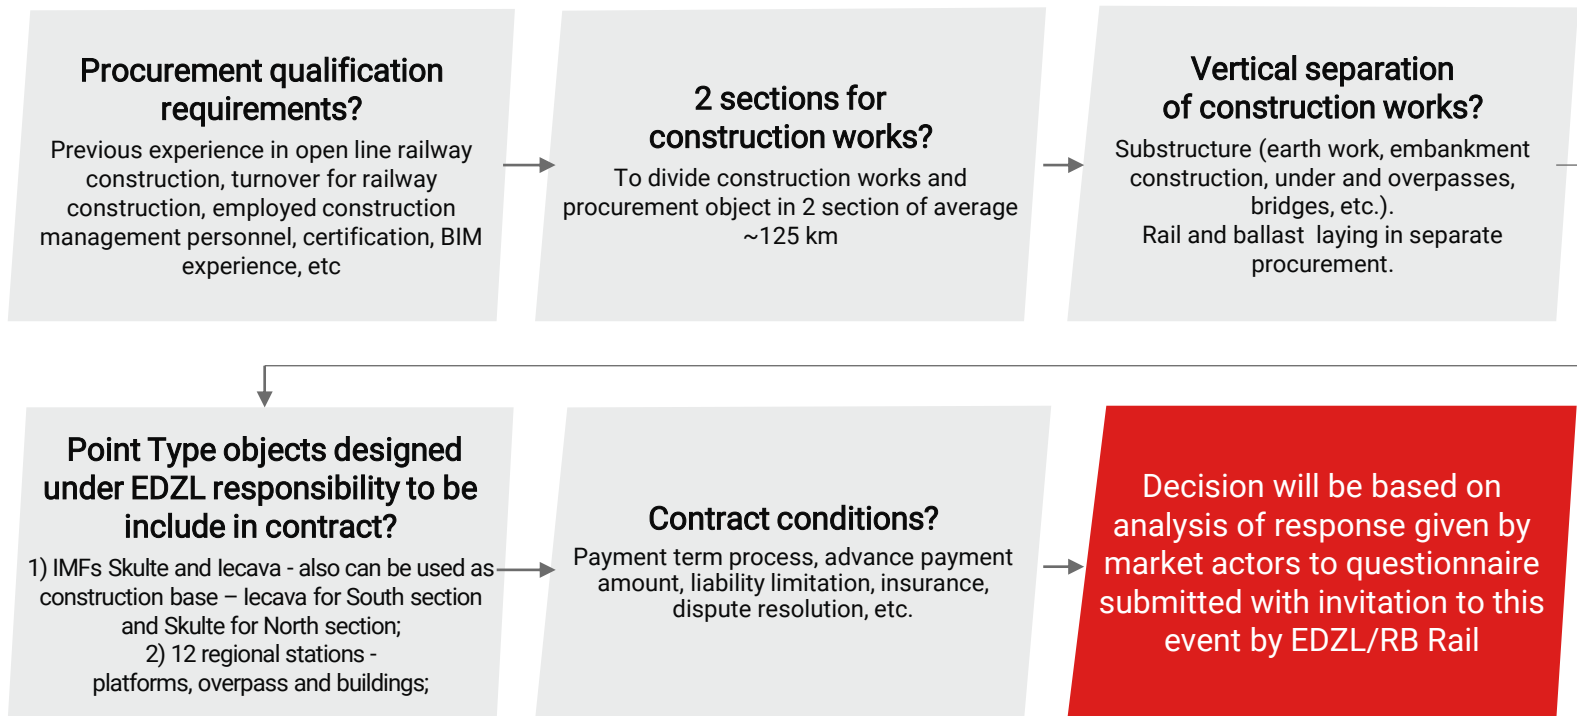 Procurement qualification
requirements?
Previous experience in open line railway
construction, turnover for railway
construction, employed construction
management personnel, certification, BIM
experience, etc
2 sections for
construction works?
To divide construction works and
procurement object in 2 section of average
~125 km
Vertical separation
of construction works?
Substructure (earth work, embankment
construction, under and overpasses,
bridges, etc.).
Rail and ballast laying in separate
procurement.
Point Type objects designed
under EDZL responsibility to be
include in contract?
1) IMFs Skulte and Iecava - also can be used as
construction base – Iecava for South section
and Skulte for North section;
2) 12 regional stations -
platforms, overpass and buildings;
Contract conditions?
Payment term process, advance payment
amount, liability limitation, insurance,
dispute resolution, etc.
Decision will be based on
analysis of response given by
market actors to questionnaire
submitted with invitation to this
event by EDZL/RB Rail